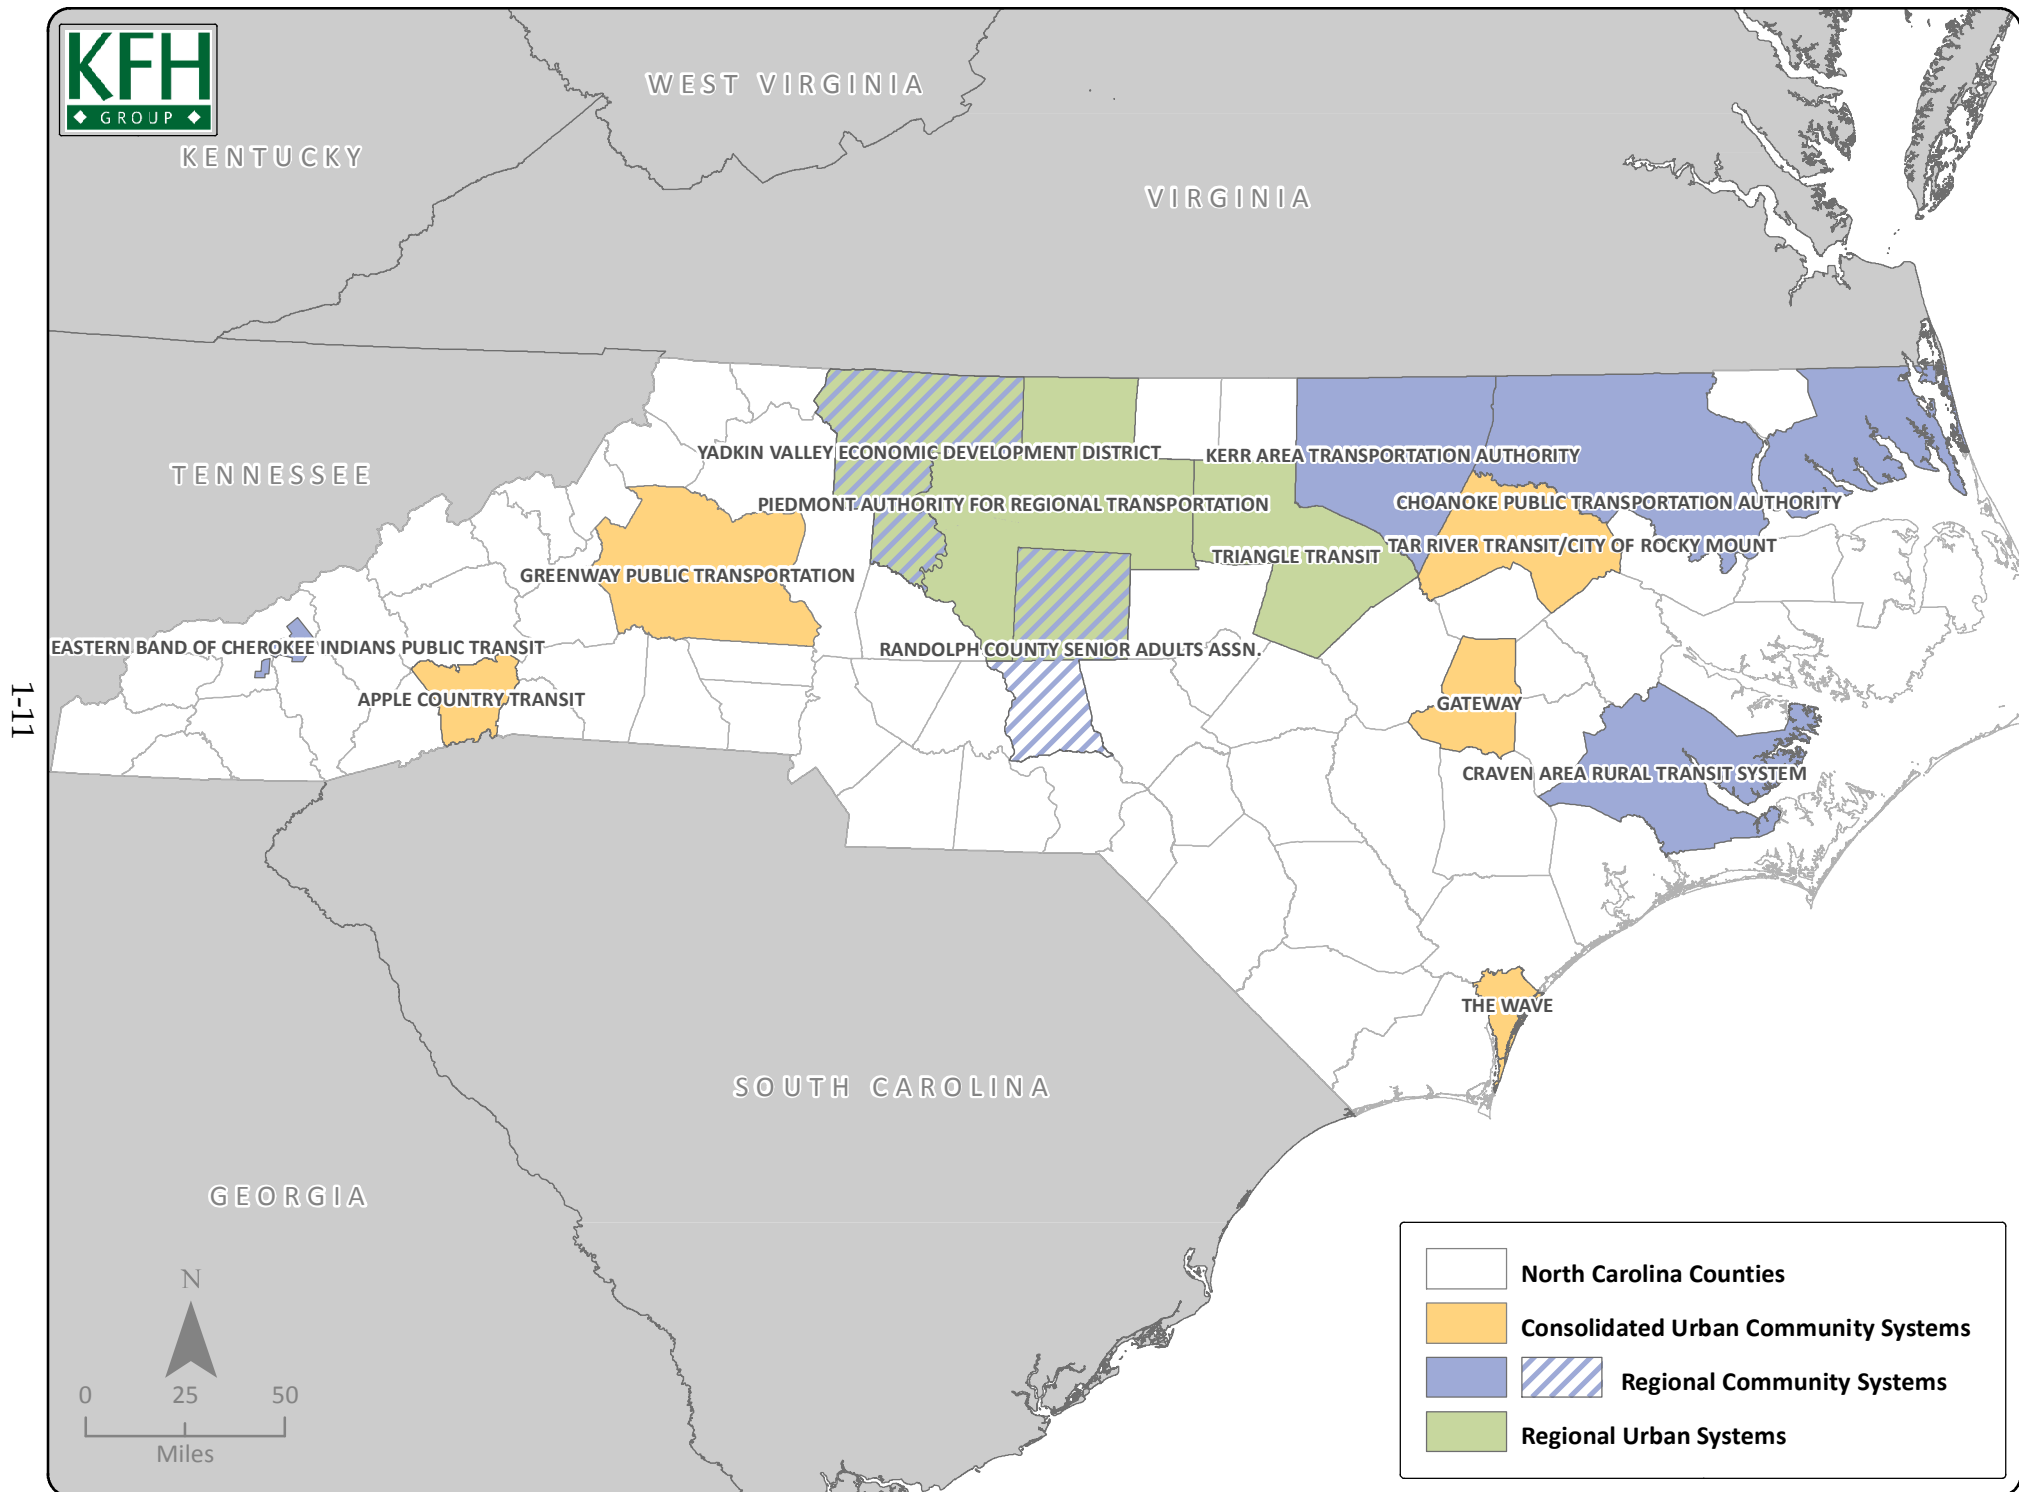 KFH
GROUP
WEST VIRGINIA
KENTUCKY
VIRGINIA
TENNESSEE
YADKIN VALLEY ECONOMIC DEVELOPMENT DISTRICT
KERR AREA TRANSPORTATION AUTHORITY
PIEDMONT AUTHORITY FOR REGIONAL TRANSPORTATION
CHOANOKE PUBLIC TRANSPORTATION AUTHORITY
TRIANGLE TRANSIT
TAR RIVER TRANSIT/CITY OF ROCKY MOUNT
GREENWAY PUBLIC TRANSPORTATION
EASTERN BAND OF CHEROKEE INDIANS PUBLIC TRANSIT
RANDOLPH COUNTY SENIOR ADULTS ASSN.
APPLE COUNTRY TRANSIT
GATEWAY
CRAVEN AREA RURAL TRANSIT SYSTEM
THE WAVE
SOUTH CAROLINA
GEORGIA
1-11
N
0 25 50
Miles
North Carolina Counties
Consolidated Urban Community Systems
Regional Community Systems
Regional Urban Systems